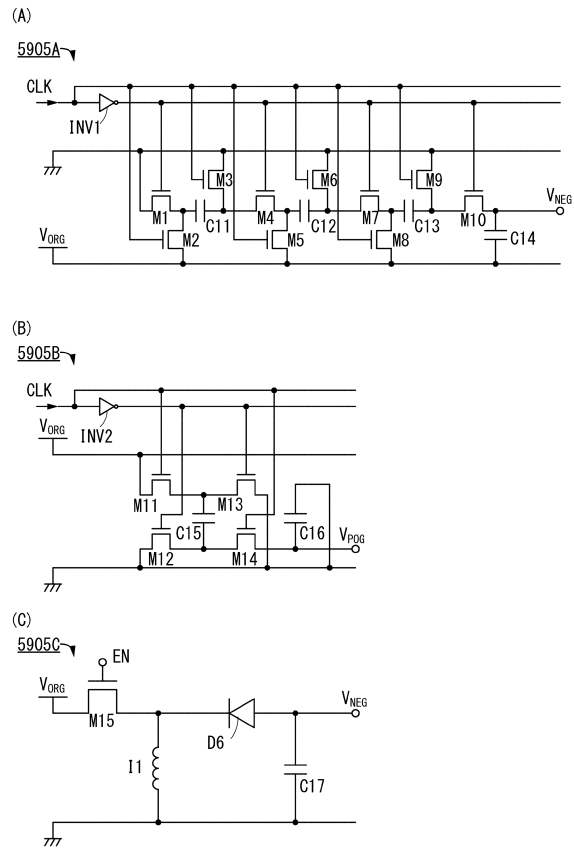 (A)
5905A
CLK
INV1
M3
M6
M9
M1
C11
M4
C12
M7
C13
M10
VNEG
VORG
M2
M5
M8
C14
(B)
5905B
CLK
VORG
INV2
M11
M13
C15
C16
VPOG
M12
M14
(C)
5905C
EN
VORG
VNEG
M15
D6
I1
C17